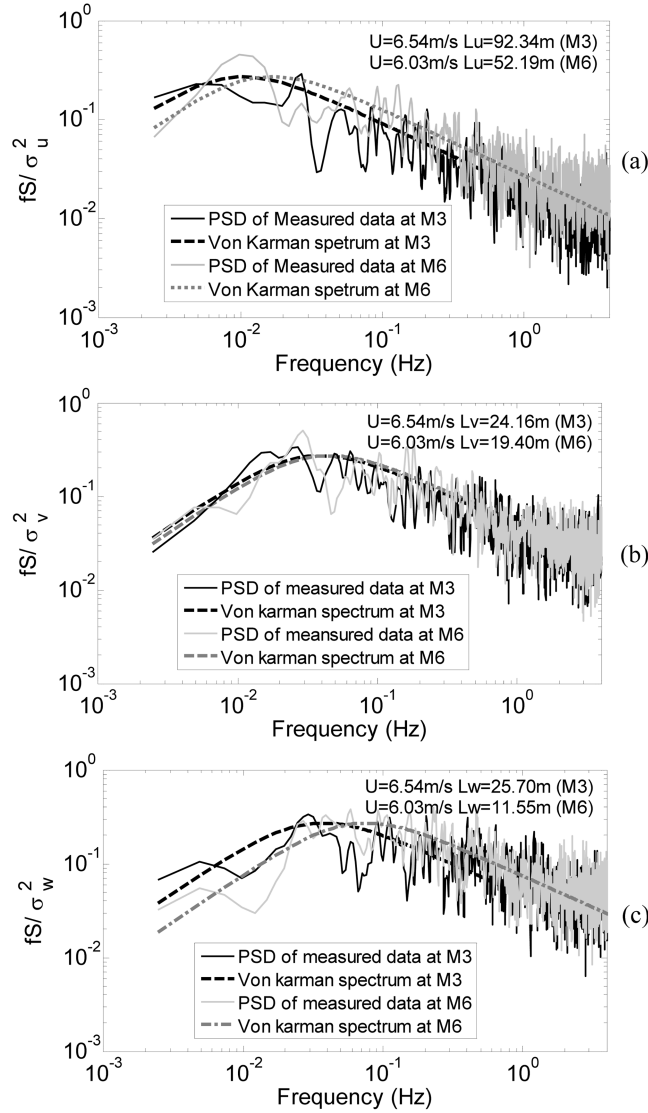 10^0
U=6.54m/s Lu=92.34m (M3)
U=6.03m/s Lu=52.19m (M6)
10^-1
fS/ σ_u^2
(a)
10^-2
PSD of Measured data at M3
Von Karman spetrum at M3
PSD of Measured data at M6
Von Karman spetrum at M6
10^-3
10^-3 10^-2 10^-1 10^0
Frequency (Hz)
10^0
U=6.54m/s Lv=24.16m (M3)
U=6.03m/s Lv=19.40m (M6)
10^-1
fS/ σ_v^2
(b)
10^-2
PSD of measured data at M3
Von karman spectrum at M3
PSD of meansured data at M6
Von karman spectrum at M6
10^-3
10^-3 10^-2 10^-1 10^0
Frequency (Hz)
10^0
U=6.54m/s Lw=25.70m (M3)
U=6.03m/s Lw=11.55m (M6)
10^-1
fS/ σ_w^2
(c)
10^-2
PSD of measured data at M3
Von karman spectrum at M3
PSD of measured data at M6
Von karman spectrum at M6
10^-3
10^-3 10^-2 10^-1 10^0
Frequency (Hz)